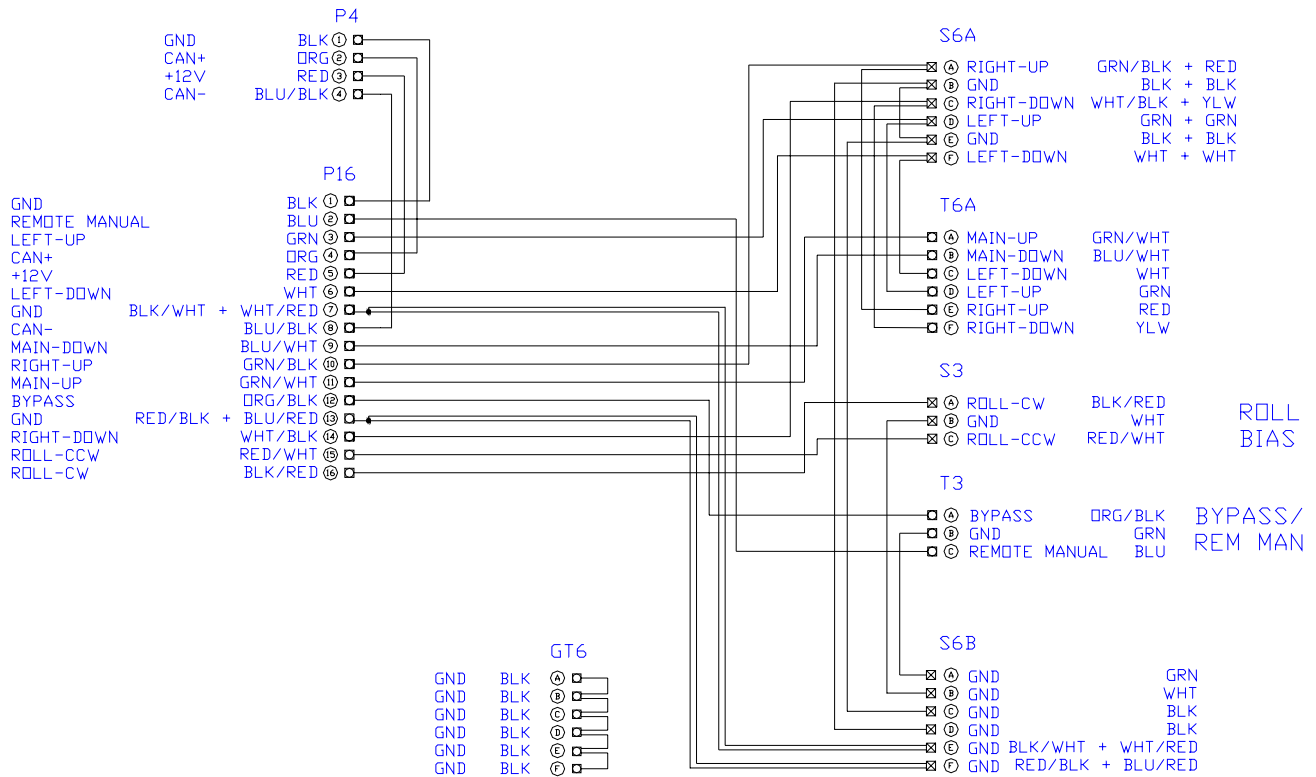 P4
GND BLK 1
CAN+ ORG 2
+12V RED 3
CAN- BLU/BLK 4
P16
GND BLK 1
REMOTE MANUAL BLU 2
LEFT-UP GRN 3
CAN+ ORG 4
+12V RED 5
LEFT-DOWN WHT 6
GND BLK/WHT + WHT/RED 7
CAN- BLU/BLK 8
MAIN-DOWN BLU/WHT 9
RIGHT-UP GRN/BLK 10
MAIN-UP GRN/WHT 11
BYPASS ORG/BLK 12
GND RED/BLK + BLU/RED 13
RIGHT-DOWN WHT/BLK 14
ROLL-CCW RED/WHT 15
ROLL-CW BLK/RED 16
GT6
GND BLK A
GND BLK B
GND BLK C
GND BLK D
GND BLK E
GND BLK F
S6A
A RIGHT-UP GRN/BLK + RED
B GND BLK + BLK
C RIGHT-DOWN WHT/BLK + YLW
D LEFT-UP GRN + GRN
E GND BLK + BLK
F LEFT-DOWN WHT + WHT
T6A
A MAIN-UP GRN/WHT
B MAIN-DOWN BLU/WHT
C LEFT-DOWN WHT
D LEFT-UP GRN
E RIGHT-UP RED
F RIGHT-DOWN YLW
S3
A ROLL-CW BLK/RED
B GND WHT
C ROLL-CCW RED/WHT
ROLL
BIAS
T3
A BYPASS ORG/BLK
B GND GRN
C REMOTE MANUAL BLU
BYPASS/
REM MAN
S6B
A GND GRN
B GND WHT
C GND BLK
D GND BLK
E GND BLK/WHT + WHT/RED
F GND RED/BLK + BLU/RED